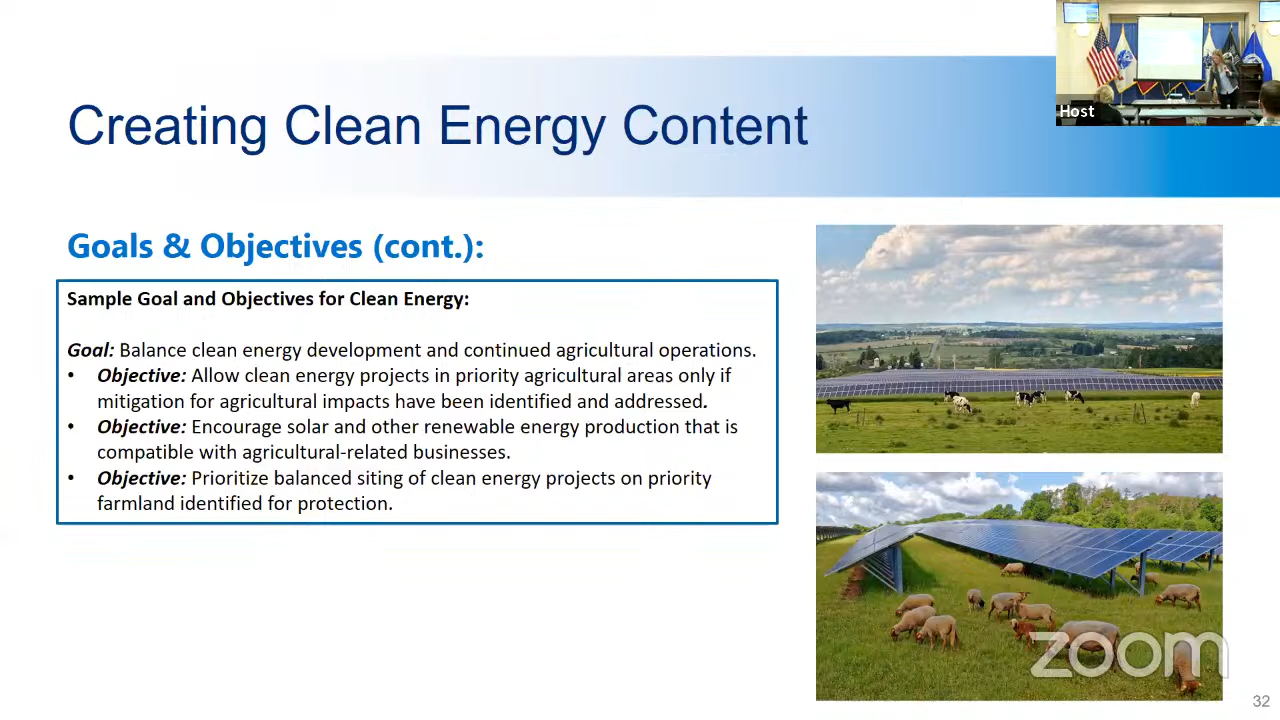 Host
Creating Clean Energy Content
Goals & Objectives (cont.):
Sample Goal and Objectives for Clean Energy:
Goal: Balance clean energy development and continued agricultural operations.
• Objective: Allow clean energy projects in priority agricultural areas only if
mitigation for agricultural impacts have been identified and addressed.
• Objective: Encourage solar and other renewable energy production that is
compatible with agricultural-related businesses.
• Objective: Prioritize balanced siting of clean energy projects on priority
farmland identified for protection.
zoom
32